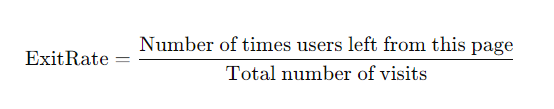 ExitRate = Number of times users left from this page
Total number of visits